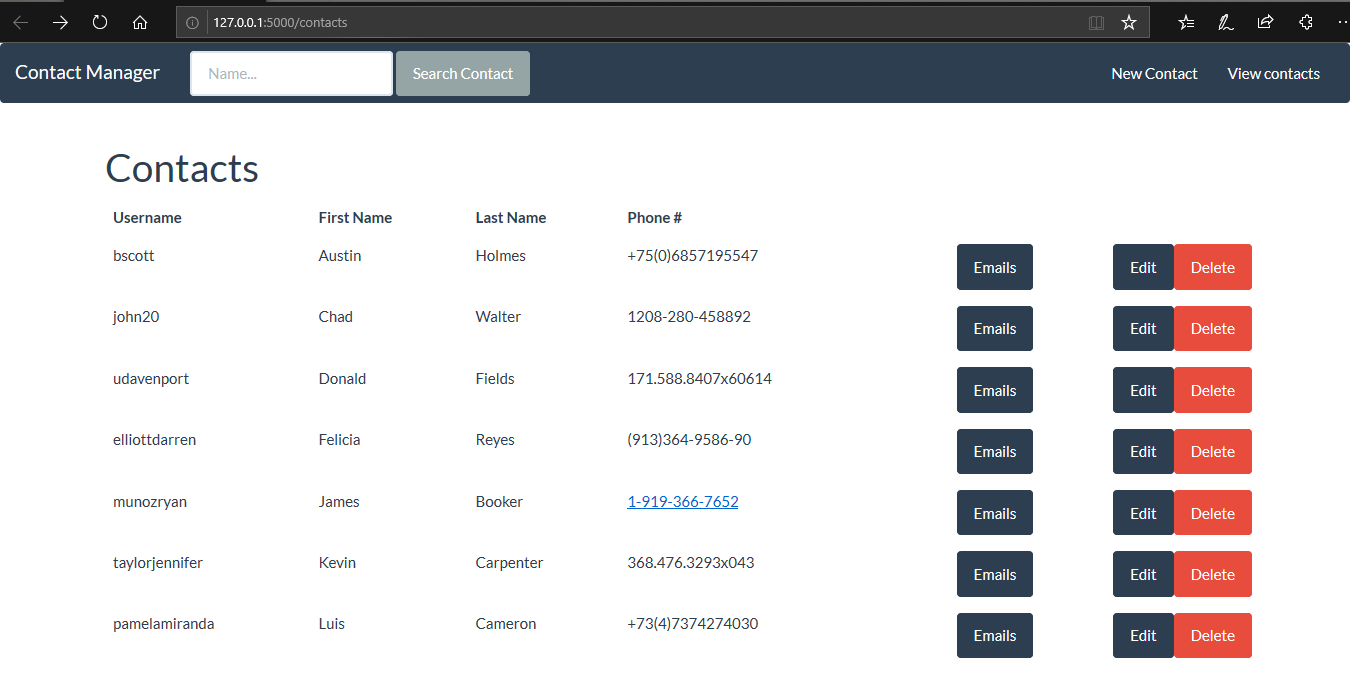 127.0.0.1:5000/contacts
Contact Manager Name... Search Contact New Contact View contacts
Contacts
Username First Name Last Name Phone #
bscott Austin Holmes +75(0)6857195547 Emails Edit Delete
john20 Chad Walter 1208-280-458892 Emails Edit Delete
udavenport Donald Fields 171.588.8407x60614 Emails Edit Delete
elliottdarren Felicia Reyes (913)364-9586-90 Emails Edit Delete
munozryan James Booker 1-919-366-7652 Emails Edit Delete
taylorjennifer Kevin Carpenter 368.476.3293x043 Emails Edit Delete
pamelamiranda Luis Cameron +73(4)7374274030 Emails Edit Delete